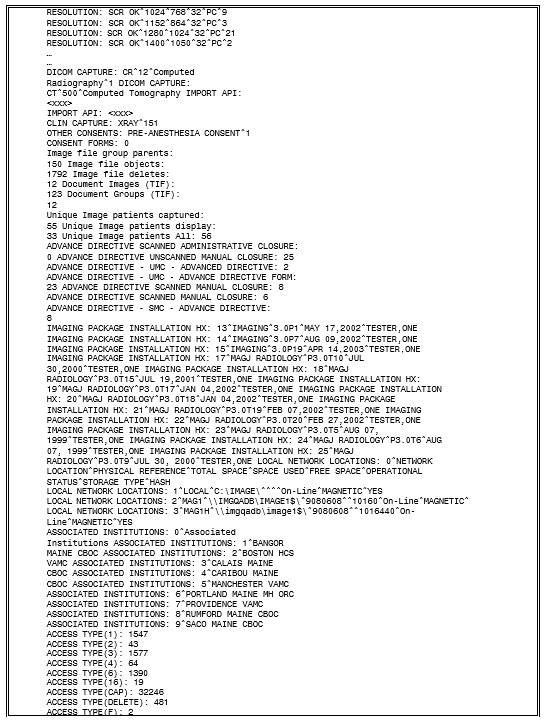 RESOLUTION: SCR OK^1024^768^32^PC^9
RESOLUTION: SCR OK^1152^864^32^PC^3
RESOLUTION: SCR OK^1280^1024^32^PC^21
RESOLUTION: SCR OK^1400^1050^32^PC^2
…
…
DICOM CAPTURE: CR^12^Computed
Radiography^1 DICOM CAPTURE:
CT^500^Computed Tomography IMPORT API:
<xxx>
IMPORT API: <xxx>
CLIN CAPTURE: XRAY^151
OTHER CONSENTS: PRE-ANESTHESIA CONSENT^1
CONSENT FORMS: 0
Image file group parents:
150 Image file objects:
1792 Image file deletes:
12 Document Images (TIF):
123 Document Groups (TIF):
12
Unique Image patients captured:
55 Unique Image patients display:
33 Unique Image patients All: 56
ADVANCE DIRECTIVE SCANNED ADMINISTRATIVE CLOSURE:
0 ADVANCE DIRECTIVE UNSCANNED MANUAL CLOSURE: 25
ADVANCE DIRECTIVE - UMC - ADVANCED DIRECTIVE: 2
ADVANCE DIRECTIVE - UMC - ADVANCE DIRECTIVE FORM:
23 ADVANCE DIRECTIVE SCANNED MANUAL CLOSURE: 8
ADVANCE DIRECTIVE SCANNED MANUAL CLOSURE: 6
ADVANCE DIRECTIVE - SMC - ADVANCE DIRECTIVE:
8
IMAGING PACKAGE INSTALLATION HX: 13^IMAGING^3.0P1^MAY 17,2002^TESTER,ONE
IMAGING PACKAGE INSTALLATION HX: 14^IMAGING^3.0P7^AUG 09,2002^TESTER,ONE
IMAGING PACKAGE INSTALLATION HX: 15^IMAGING^3.0P19^APR 14,2003^TESTER,ONE
IMAGING PACKAGE INSTALLATION HX: 17^MAGJ RADIOLOGY^P3.0T10^JUL
30,2000^TESTER,ONE IMAGING PACKAGE INSTALLATION HX: 18^MAGJ
RADIOLOGY^P3.0T15^JUL 19,2001^TESTER,ONE IMAGING PACKAGE INSTALLATION HX:
19^MAGJ RADIOLOGY^P3.0T17^JAN 04,2002^TESTER,ONE IMAGING PACKAGE INSTALLATION
HX: 20^MAGJ RADIOLOGY^P3.0T18^JAN 04,2002^TESTER,ONE IMAGING PACKAGE
INSTALLATION HX: 21^MAGJ RADIOLOGY^P3.0T19^FEB 07,2002^TESTER,ONE IMAGING
PACKAGE INSTALLATION HX: 22^MAGJ RADIOLOGY^P3.0T20^FEB 27,2002^TESTER,ONE
IMAGING PACKAGE INSTALLATION HX: 23^MAGJ RADIOLOGY^P3.0T5^AUG 07,
1999^TESTER,ONE IMAGING PACKAGE INSTALLATION HX: 24^MAGJ RADIOLOGY^P3.0T6^AUG
07, 1999^TESTER,ONE IMAGING PACKAGE INSTALLATION HX: 25^MAGJ
RADIOLOGY^P3.0T9^JUL 30, 2000^TESTER,ONE LOCAL NETWORK LOCATIONS: 0^NETWORK
LOCATION^PHYSICAL REFERENCE^TOTAL SPACE^SPACE USED^FREE SPACE^OPERATIONAL
STATUS^STORAGE TYPE^HASH
LOCAL NETWORK LOCATIONS: 1^LOCAL^C:\IMAGE\^^^^On-Line^MAGNETIC^YES
LOCAL NETWORK LOCATIONS: 2^MAG1^\\IMGQADB\IMAGE1$\^9080608^^10160^On-Line^MAGNETIC^
LOCAL NETWORK LOCATIONS: 3^MAG1H^\\imgqadb\image1$\^9080608^^1016440^On-
Line^MAGNETIC^YES
ASSOCIATED INSTITUTIONS: 0^Associated
Institutions ASSOCIATED INSTITUTIONS: 1^BANGOR
MAINE CBOC ASSOCIATED INSTITUTIONS: 2^BOSTON HCS
VAMC ASSOCIATED INSTITUTIONS: 3^CALAIS MAINE
CBOC ASSOCIATED INSTITUTIONS: 4^CARIBOU MAINE
CBOC ASSOCIATED INSTITUTIONS: 5^MANCHESTER VAMC
ASSOCIATED INSTITUTIONS: 6^PORTLAND MAINE MH ORC
ASSOCIATED INSTITUTIONS: 7^PROVIDENCE VAMC
ASSOCIATED INSTITUTIONS: 8^RUMFORD MAINE CBOC
ASSOCIATED INSTITUTIONS: 9^SACO MAINE CBOC
ACCESS TYPE(1): 1547
ACCESS TYPE(2): 43
ACCESS TYPE(3): 1577
ACCESS TYPE(4): 64
ACCESS TYPE(6): 1390
ACCESS TYPE(16): 19
ACCESS TYPE(CAP): 32246
ACCESS TYPE(DELETE): 481
ACCESS TYPE(F): 2